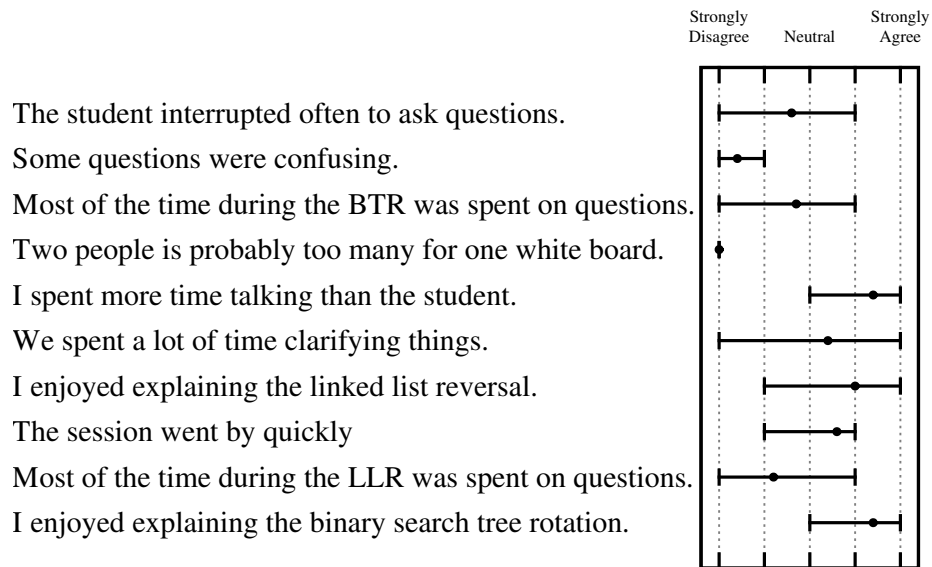 Strongly Disagree
Neutral
Strongly Agree
The student interrupted often to ask questions.
Some questions were confusing.
Most of the time during the BTR was spent on questions.
Two people is probably too many for one white board.
I spent more time talking than the student.
We spent a lot of time clarifying things.
I enjoyed explaining the linked list reversal.
The session went by quickly
Most of the time during the LLR was spent on questions.
I enjoyed explaining the binary search tree rotation.